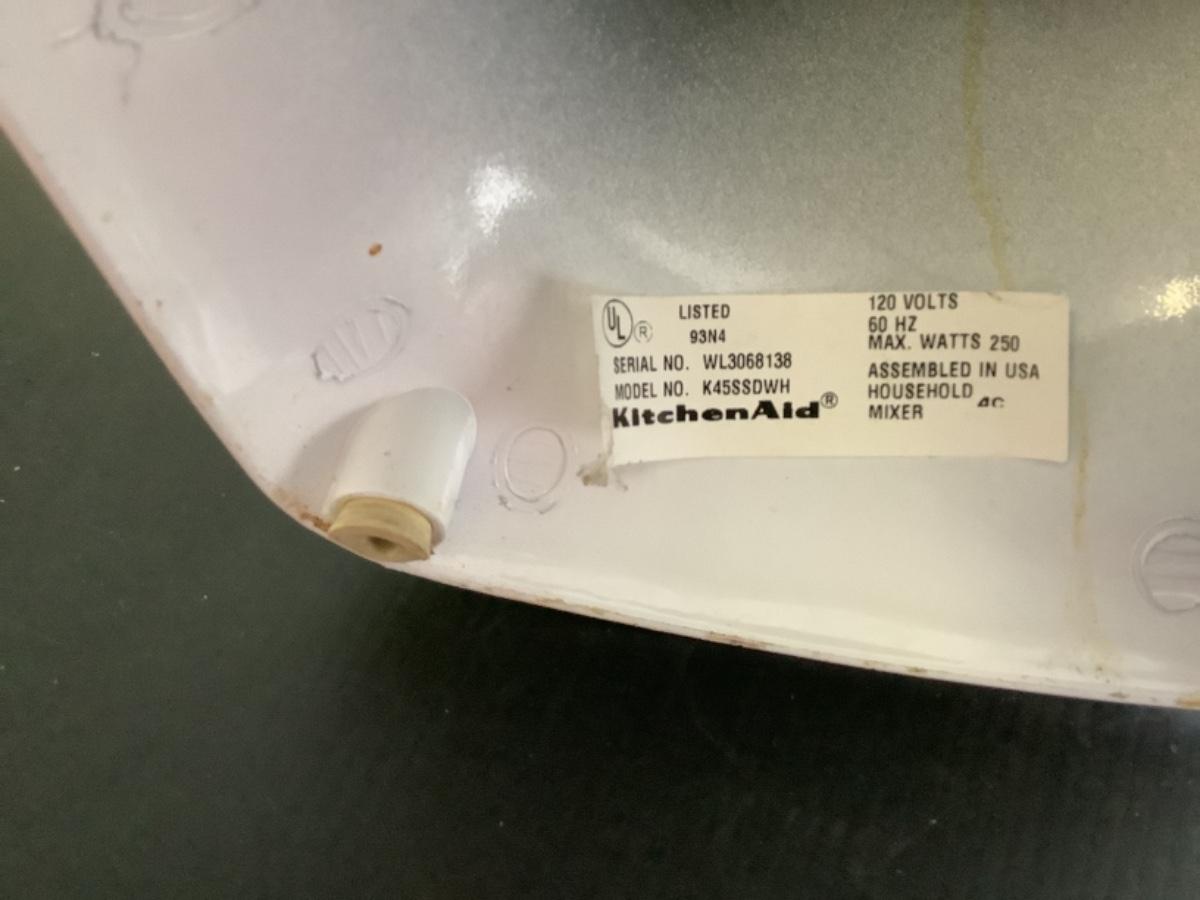 UL ® LISTED
93N4
SERIAL NO. WL3068138
MODEL NO. K45SSDWH
KitchenAid®
120 VOLTS
60 HZ
MAX. WATTS 250
ASSEMBLED IN USA
HOUSEHOLD
MIXER